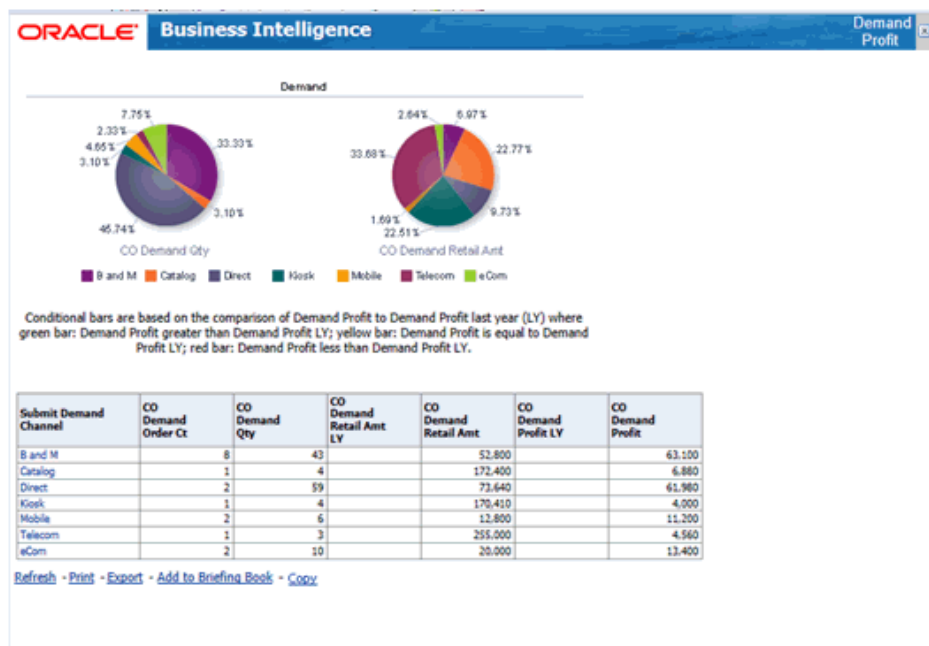 ORACLE Business Intelligence
Demand
Profit
x
Demand
7.75%
2.33%
4.65%
3.10%
33.33%
3.10%
45.74%
CO Demand Qty
2.64%
6.97%
33.68%
22.77%
9.73%
1.69%
22.51%
CO Demand Retail Amt
B and M Catalog Direct Kiosk Mobile Telecom eCom
Conditional bars are based on the comparison of Demand Profit to Demand Profit last year (LY) where
green bar: Demand Profit greater than Demand Profit LY; yellow bar: Demand Profit is equal to Demand
Profit LY; red bar: Demand Profit less than Demand Profit LY.
Submit Demand Channel CO Demand Order Ct CO Demand Qty CO Demand Retail Amt LY CO Demand Retail Amt CO Demand Profit LY CO Demand Profit
B and M 8 43 52,800 63,100
Catalog 1 4 172,400 6,880
Direct 2 59 73,640 61,980
Kiosk 1 4 170,410 4,000
Mobile 2 6 12,800 11,200
Telecom 1 3 255,000 4,560
eCom 2 10 20,000 13,400
Refresh - Print - Export - Add to Briefing Book - Copy